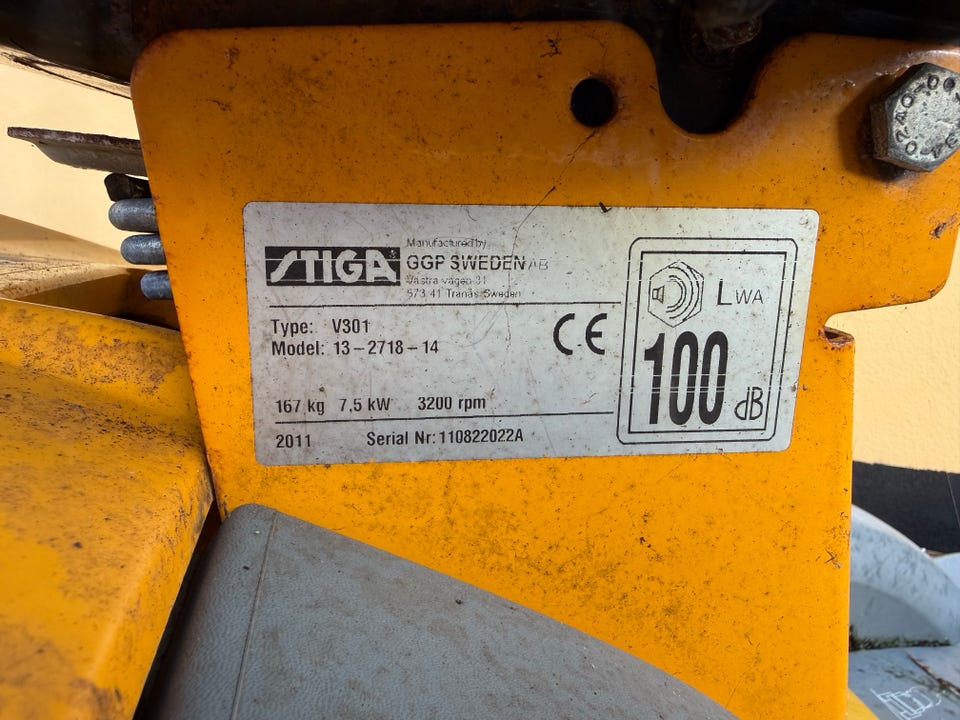 STIGA
Manufactured by
GGP SWEDEN AB
Västra vägen 31
573 41 Tranås Sweden
Type: V301
Model: 13-2718-14
CE
167 kg 7,5 kW 3200 rpm
2011 Serial Nr: 110822022A
LWA
100
dB